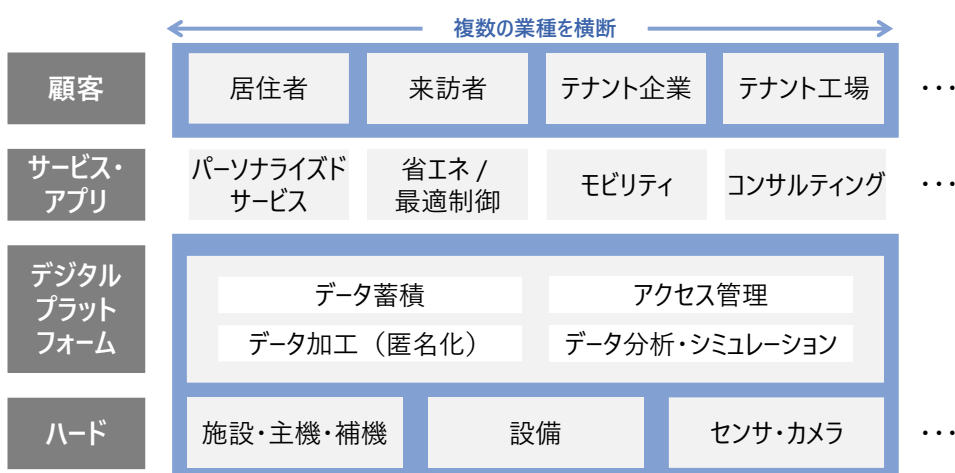 複数の業種を横断
顧客
居住者
来訪者
テナント企業
テナント工場
・・・
サービス・
アプリ
パーソナライズド
サービス
省エネ /
最適制御
モビリティ
コンサルティング
・・・
デジタル
プラット
フォーム
データ蓄積
アクセス管理
データ加工（匿名化）
データ分析・シミュレーション
ハード
施設・主機・補機
設備
センサ・カメラ
・・・